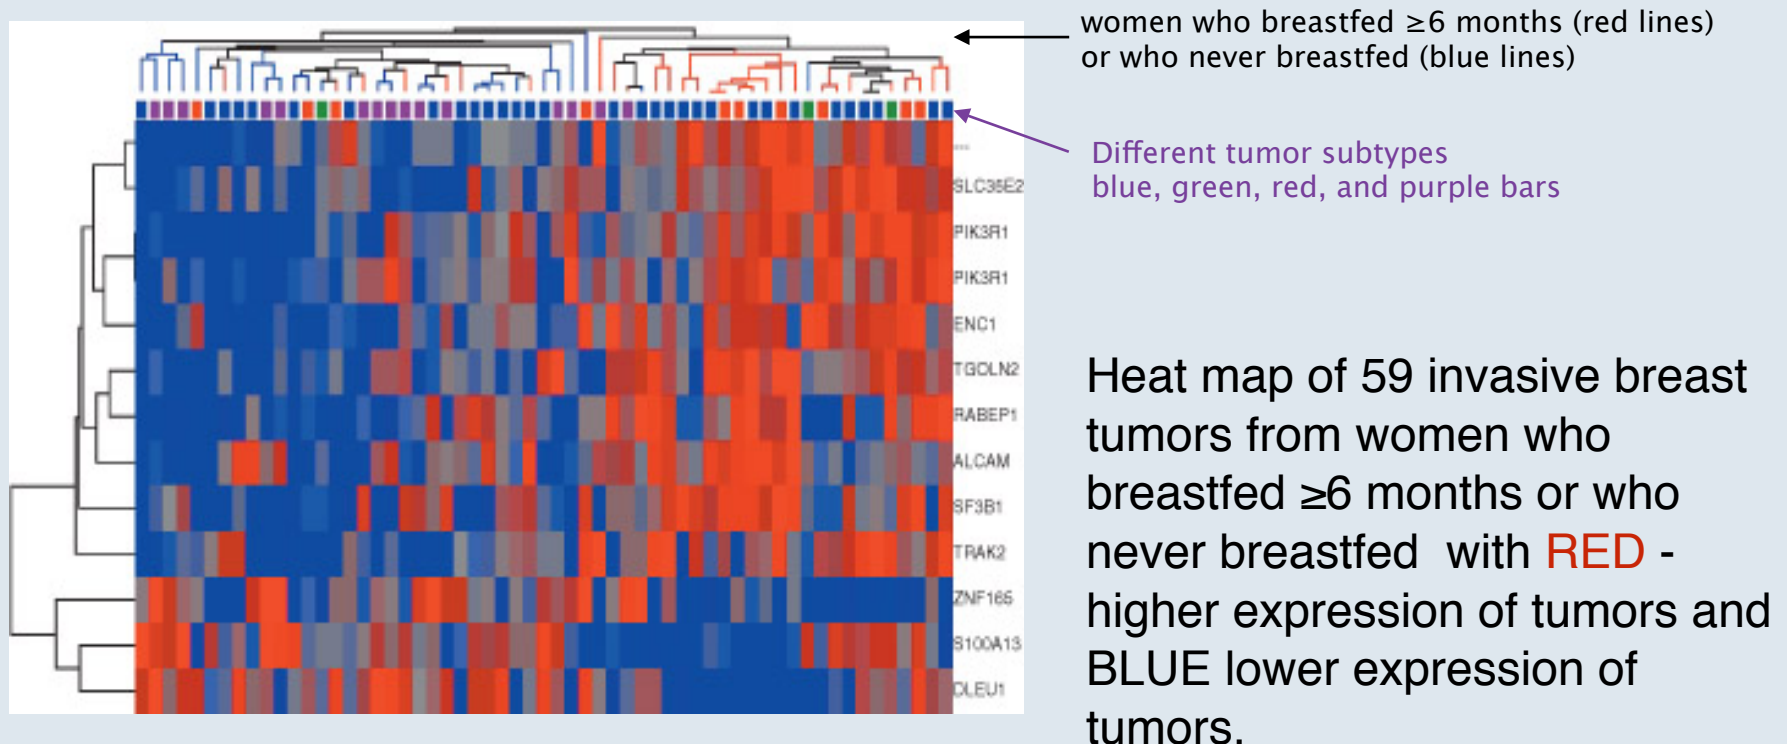 women who breastfed ≥6 months (red lines)
or who never breastfed (blue lines)
Different tumor subtypes
blue, green, red, and purple bars
---
SLC35E2
PIK3R1
PIK3R1
ENC1
TGOLN2
RABEP1
ALCAM
SF3B1
TRAK2
ZNF165
S100A13
DLEU1
Heat map of 59 invasive breast
tumors from women who
breastfed ≥6 months or who
never breastfed with RED -
higher expression of tumors and
BLUE lower expression of
tumors.